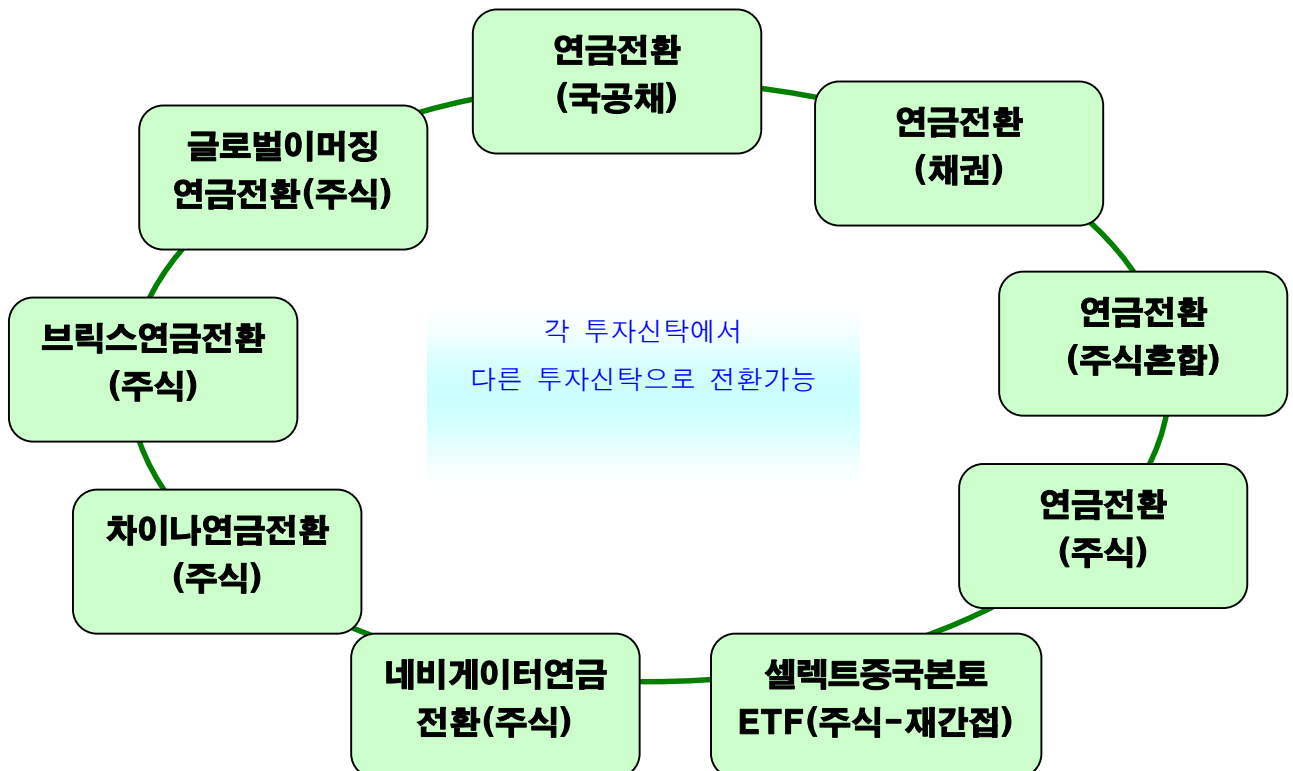 연금전환
(국공채)
연금전환
(채권)
글로벌이머징
연금전환(주식)
연금전환
(주식혼합)
브릭스연금전환
(주식)
각 투자신탁에서
다른 투자신탁으로 전환가능
연금전환
(주식)
차이나연금전환
(주식)
네비게이터연금
전환(주식)
셀렉트중국본토
ETF(주식-재간접)